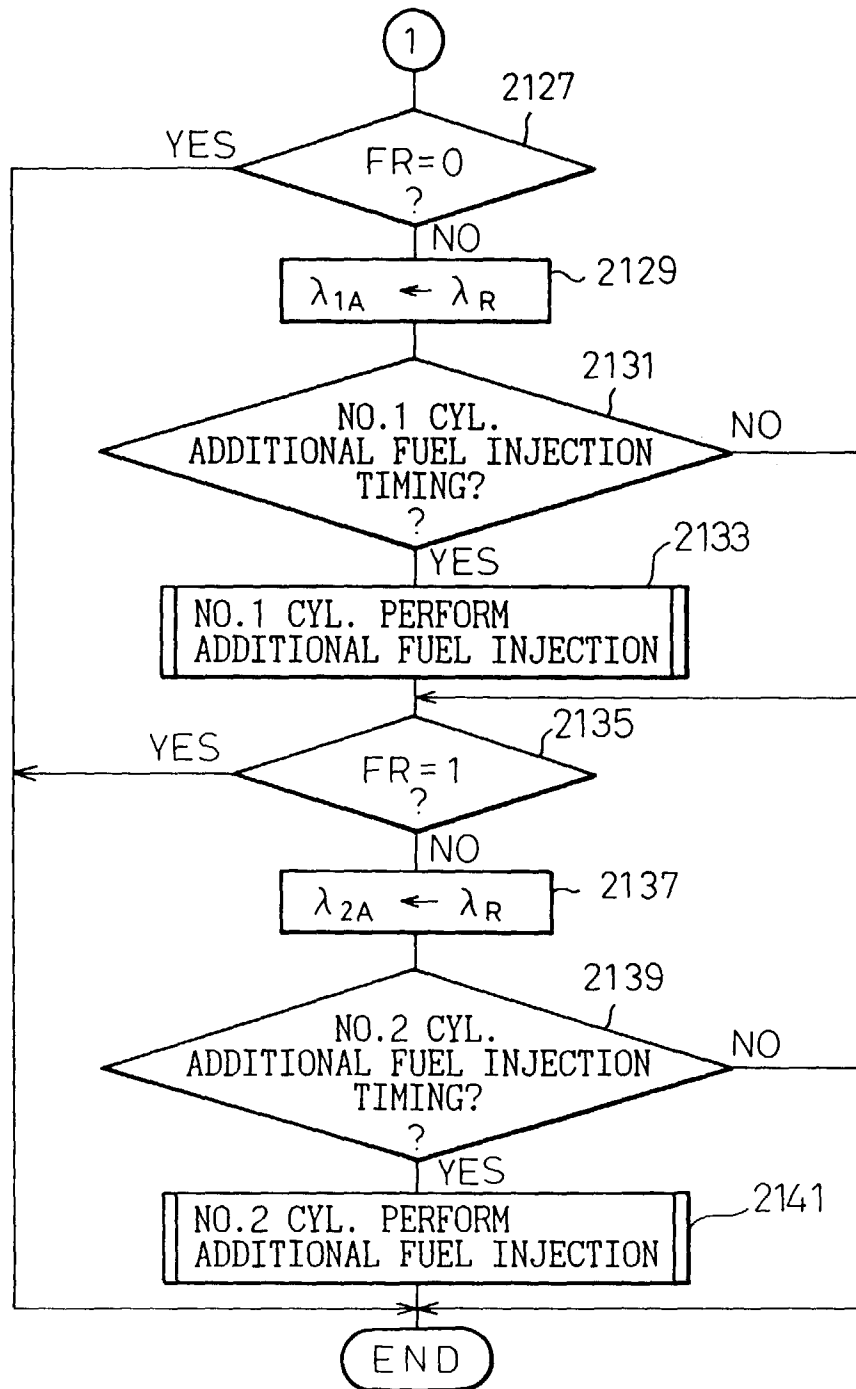 1
2127
YES
FR=0
?
NO
2129
λ1A ← λR
2131
NO.1 CYL.
NO
ADDITIONAL FUEL INJECTION
TIMING?
?
YES
2133
NO.1 CYL. PERFORM
ADDITIONAL FUEL INJECTION
2135
YES
FR=1
?
NO
2137
λ2A ← λR
2139
NO.2 CYL.
NO
ADDITIONAL FUEL INJECTION
TIMING?
?
YES
2141
NO.2 CYL. PERFORM
ADDITIONAL FUEL INJECTION
END